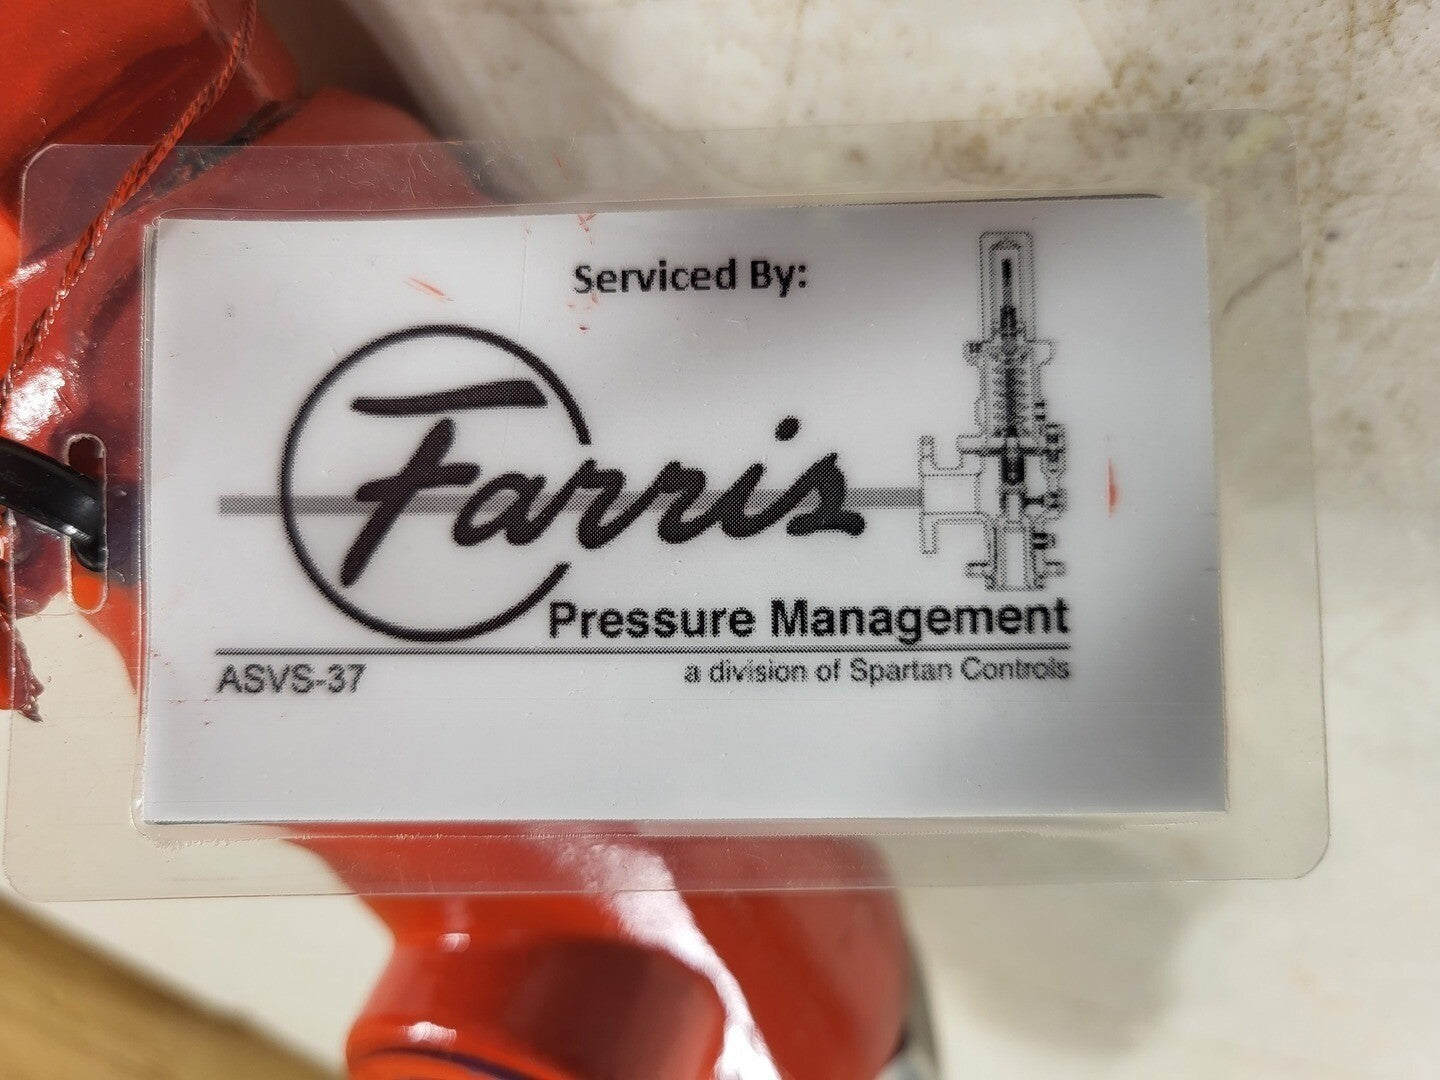 Serviced By:
Farris
Pressure Management
ASVS-37
a division of Spartan Controls